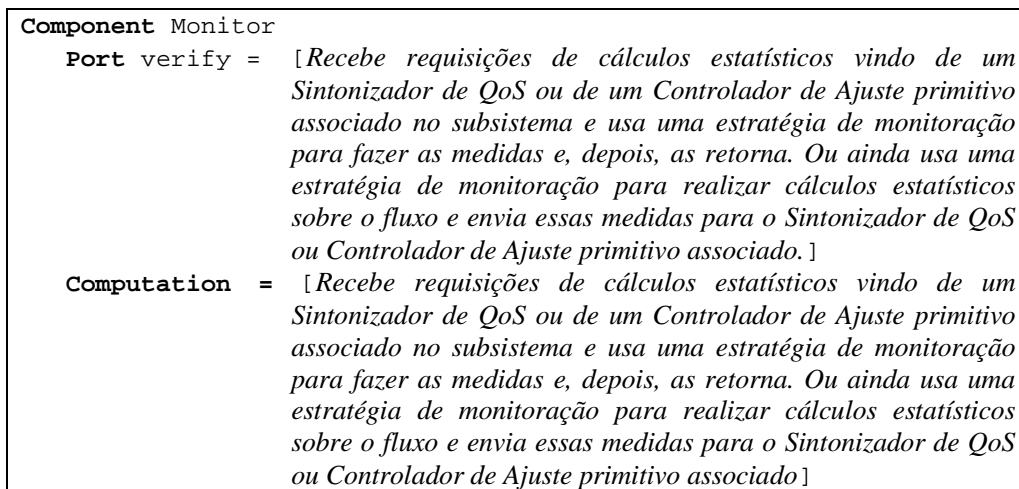 Component Monitor
Port verify = [Recebe requisições de cálculos estatísticos vindo de um
Sintonizador de QoS ou de um Controlador de Ajuste primitivo
associado no subsistema e usa uma estratégia de monitoração
para fazer as medidas e, depois, as retorna. Ou ainda usa uma
estratégia de monitoração para realizar cálculos estatísticos
sobre o fluxo e envia essas medidas para o Sintonizador de QoS
ou Controlador de Ajuste primitivo associado.]
Computation = [Recebe requisições de cálculos estatísticos vindo de um
Sintonizador de QoS ou de um Controlador de Ajuste primitivo
associado no subsistema e usa uma estratégia de monitoração
para fazer as medidas e, depois, as retorna. Ou ainda usa uma
estratégia de monitoração para realizar cálculos estatísticos
sobre o fluxo e envia essas medidas para o Sintonizador de QoS
ou Controlador de Ajuste primitivo associado]